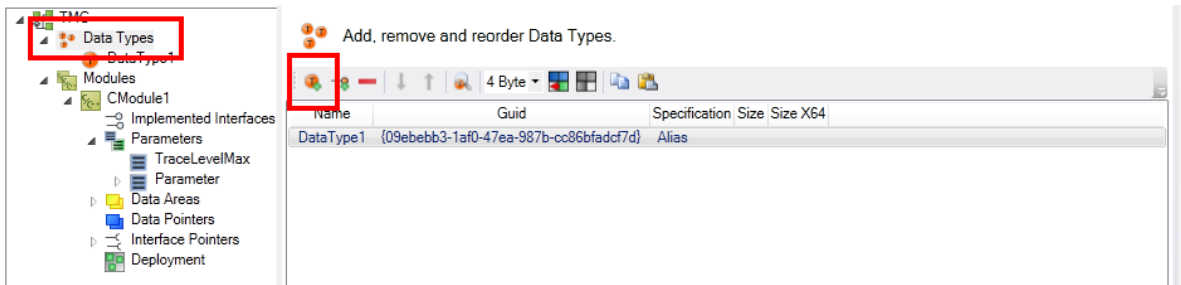 TMC
Data Types
DataType1
Modules
CModule1
Implemented Interfaces
Parameters
TraceLevelMax
Parameter
Data Areas
Data Pointers
Interface Pointers
Deployment
Add, remove and reorder Data Types.
4 Byte
Name Guid Specification Size Size X64
DataType1 {09ebebb3-1af0-47ea-987b-cc86bfadcf7d} Alias